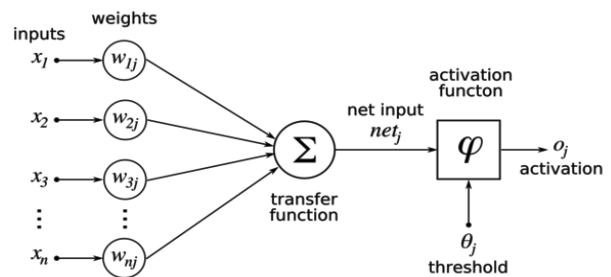 inputs
weights
x1
w1j
x2
w2j
x3
w3j
⋮ ⋮
⋮
xn
wnj
Σ
transfer
function
net input
netj
activation
functon
φ
oj
activation
θj
threshold